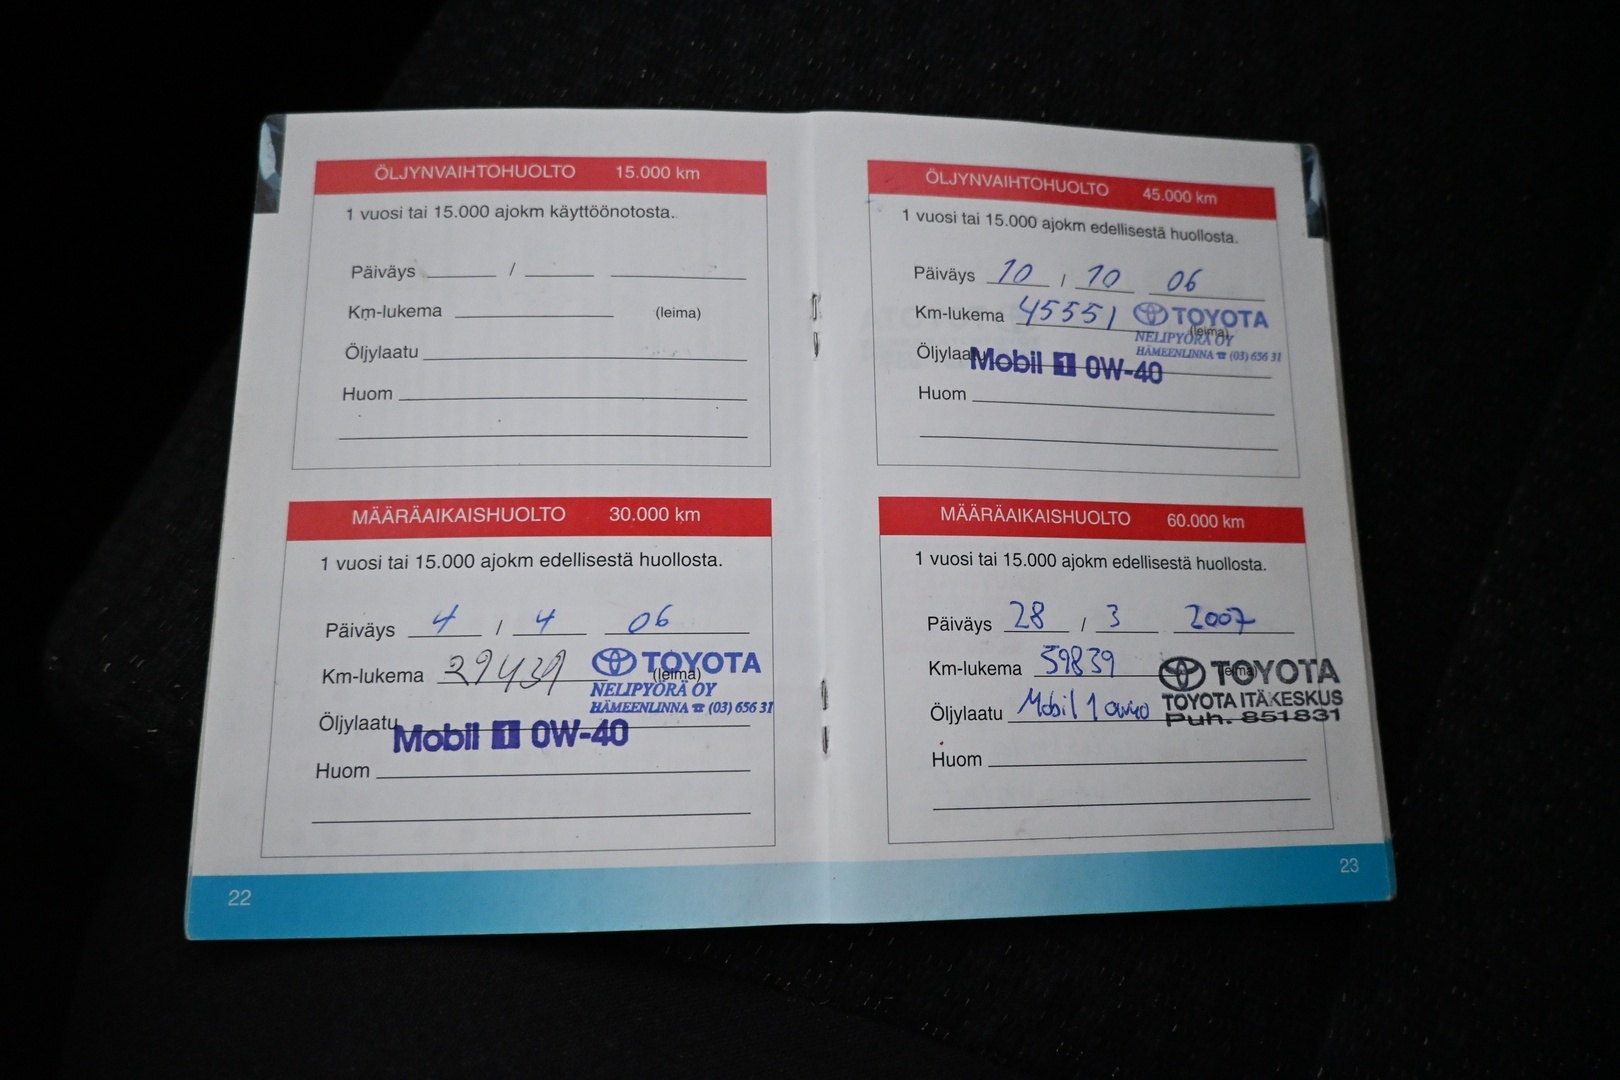 ÖLJYNVAIHTOHUOLTO 15.000 km
1 vuosi tai 15.000 ajokm käyttöönotosta.
Päiväys /
Km-lukema (leima)
Öljylaatu
Huom
MÄÄRÄAIKAISHUOLTO 30.000 km
1 vuosi tai 15.000 ajokm edellisestä huollosta.
Päiväys 4 / 4 06
Km-lukema 29439 (leima)
TOYOTA
NELIPYÖRÄ OY
HÄMEENLINNA ☎ (03) 656 31
Öljylaatu Mobil 1 0W-40
Huom
22
ÖLJYNVAIHTOHUOLTO 45.000 km
1 vuosi tai 15.000 ajokm edellisestä huollosta.
Päiväys 10 / 10 06
Km-lukema 45551 (leima)
TOYOTA
NELIPYÖRÄ OY
HÄMEENLINNA ☎ (03) 656 31
Öljylaatu Mobil 1 0W-40
Huom
MÄÄRÄAIKAISHUOLTO 60.000 km
1 vuosi tai 15.000 ajokm edellisestä huollosta.
Päiväys 28 / 3 2007
Km-lukema 59839 (leima)
TOYOTA
TOYOTA ITÄKESKUS
Puh. 851831
Öljylaatu Mobil 1 0W40
Huom
23